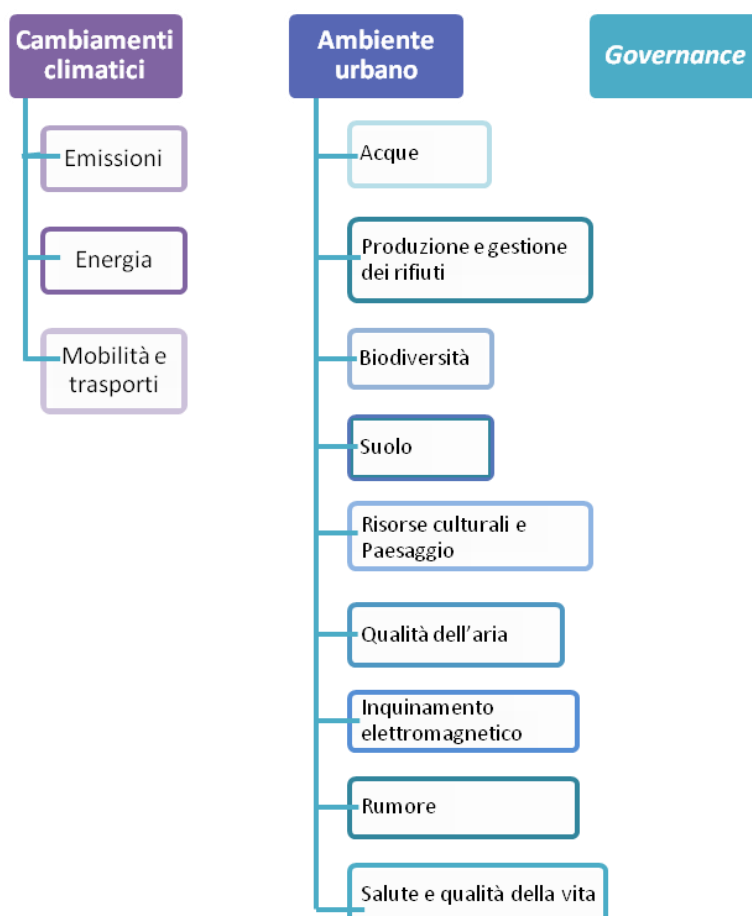 Cambiamenti
climatici
Emissioni
Energia
Mobilità e
trasporti
Ambiente
urbano
Acque
Produzione e gestione
dei rifiuti
Biodiversità
Suolo
Risorse culturali e
Paesaggio
Qualità dell'aria
Inquinamento
elettromagnetico
Rumore
Salute e qualità della vita
Governance